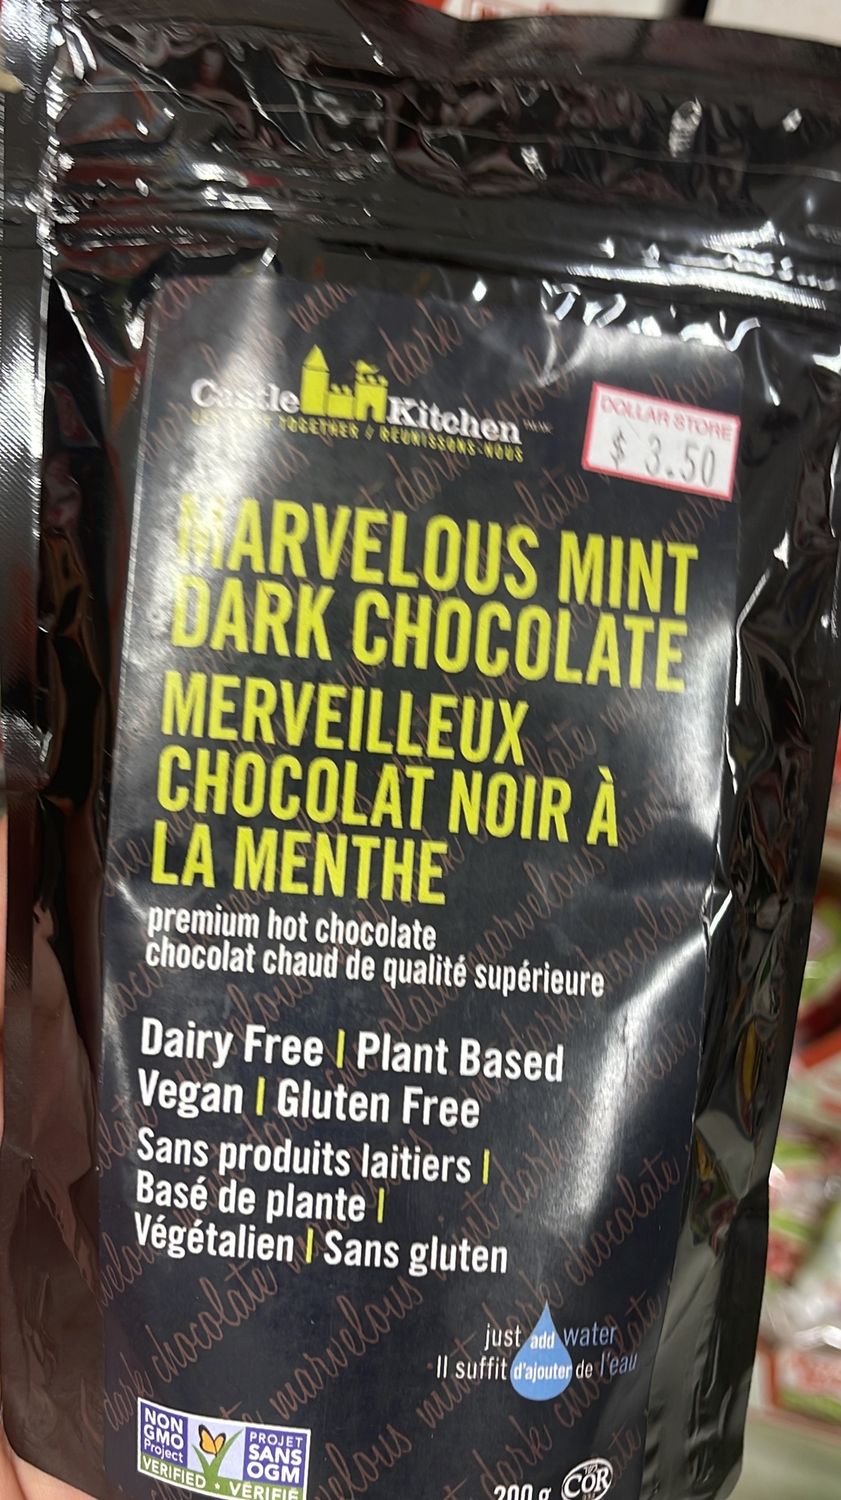 Castle Kitchen
TOGETHER / RÉUNISSONS-NOUS
DOLLAR STORE
$ 3.50
MARVELOUS MINT
DARK CHOCOLATE
MERVEILLEUX
CHOCOLAT NOIR À
LA MENTHE
premium hot chocolate
chocolat chaud de qualité supérieure
Dairy Free | Plant Based
Vegan | Gluten Free
Sans produits laitiers |
Basé de plante |
Végétalien | Sans gluten
just add water
Il suffit d'ajouter de l'eau
NON
GMO
Project
VERIFIED
PROJET
SANS
OGM
VÉRIFIÉ
200 g
COR